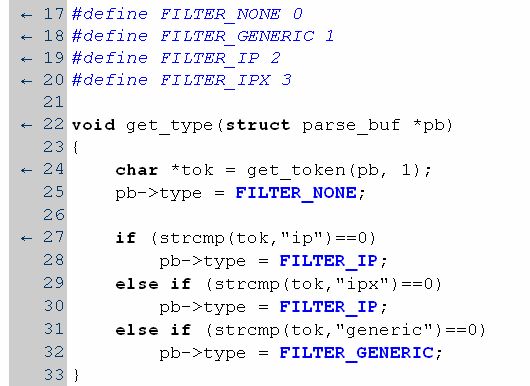 ← 17 #define FILTER_NONE 0
← 18 #define FILTER_GENERIC 1
← 19 #define FILTER_IP 2
← 20 #define FILTER_IPX 3
21
← 22 void get_type(struct parse_buf *pb)
23 {
← 24     char *tok = get_token(pb, 1);
25     pb->type = FILTER_NONE;
26
← 27     if (strcmp(tok,"ip")==0)
28         pb->type = FILTER_IP;
29     else if (strcmp(tok,"ipx")==0)
30         pb->type = FILTER_IP;
31     else if (strcmp(tok,"generic")==0)
32         pb->type = FILTER_GENERIC;
33 }